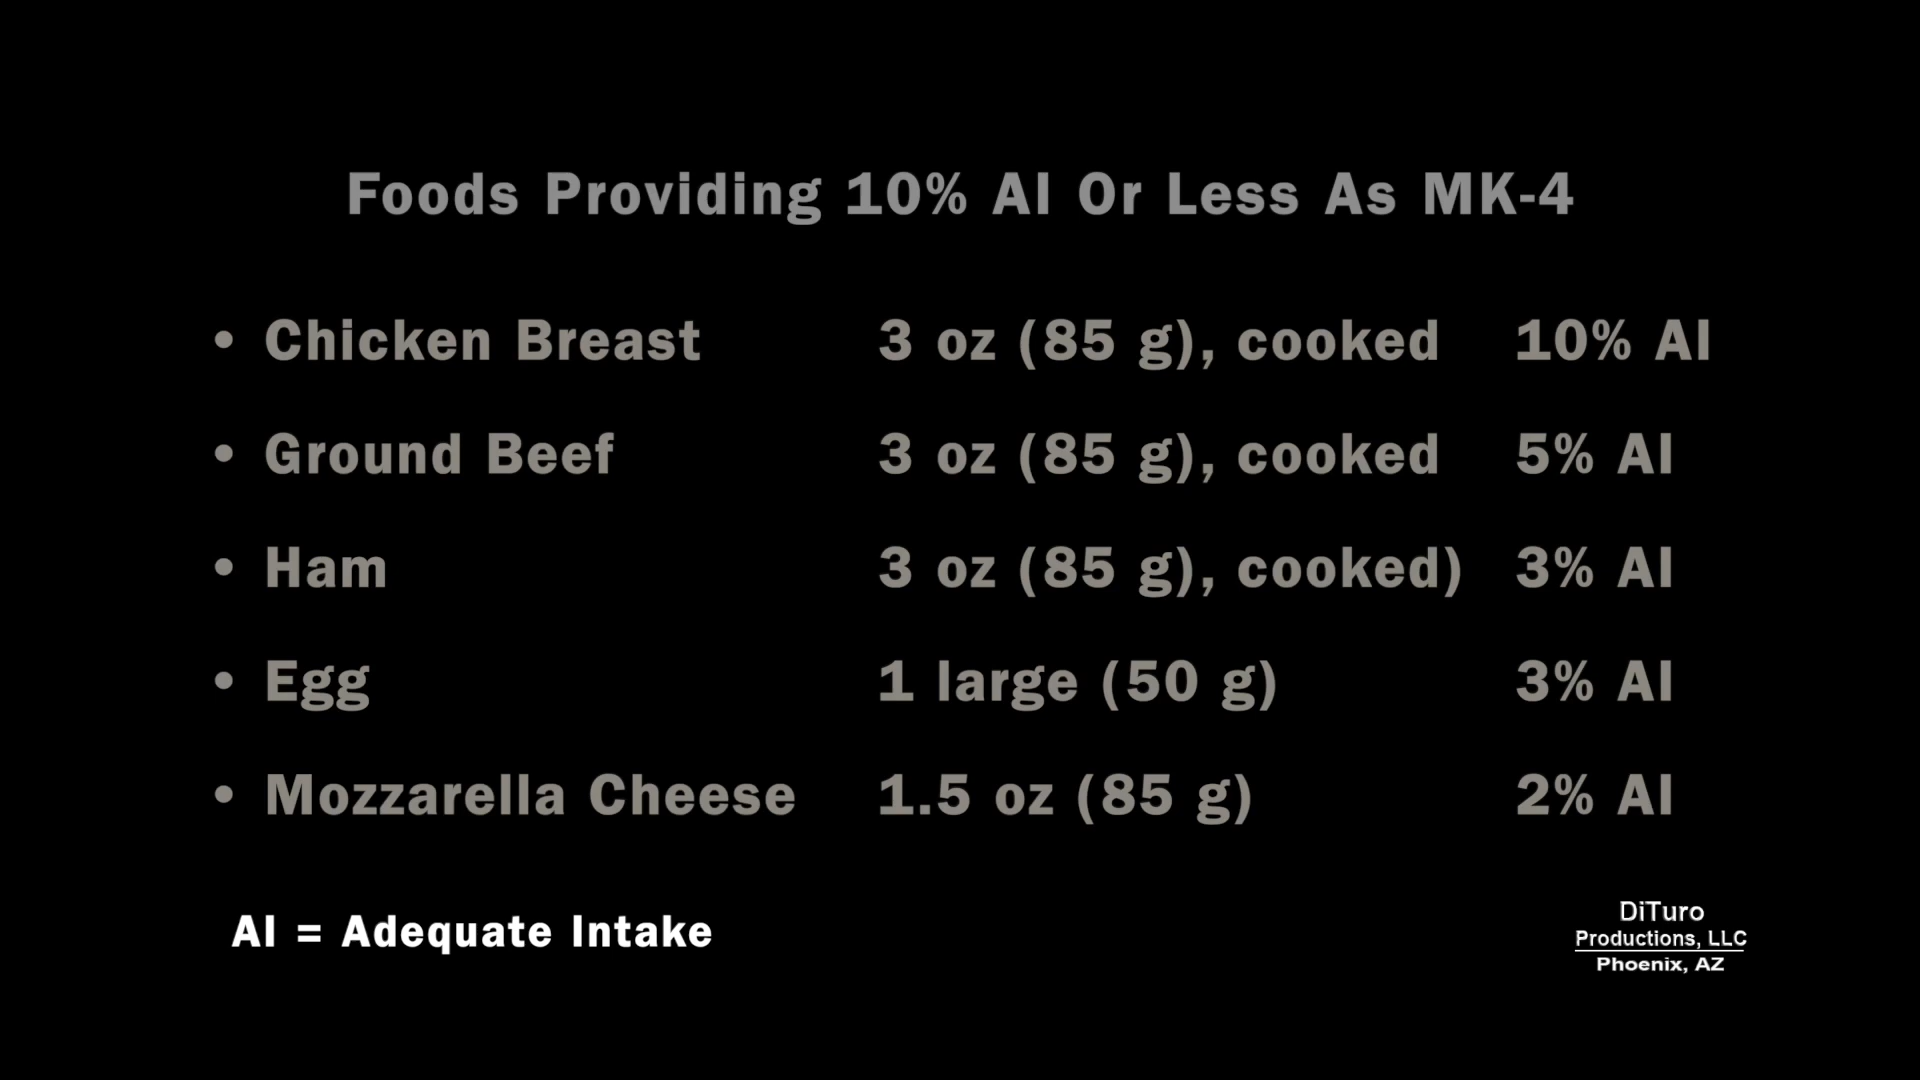 Foods Providing 10% AI Or Less As MK-4
• Chicken Breast 3 oz (85 g), cooked 10% AI
• Ground Beef 3 oz (85 g), cooked 5% AI
• Ham 3 oz (85 g), cooked) 3% AI
• Egg 1 large (50 g) 3% AI
• Mozzarella Cheese 1.5 oz (85 g) 2% AI
AI = Adequate Intake
DiTuro
Productions, LLC
Phoenix, AZ